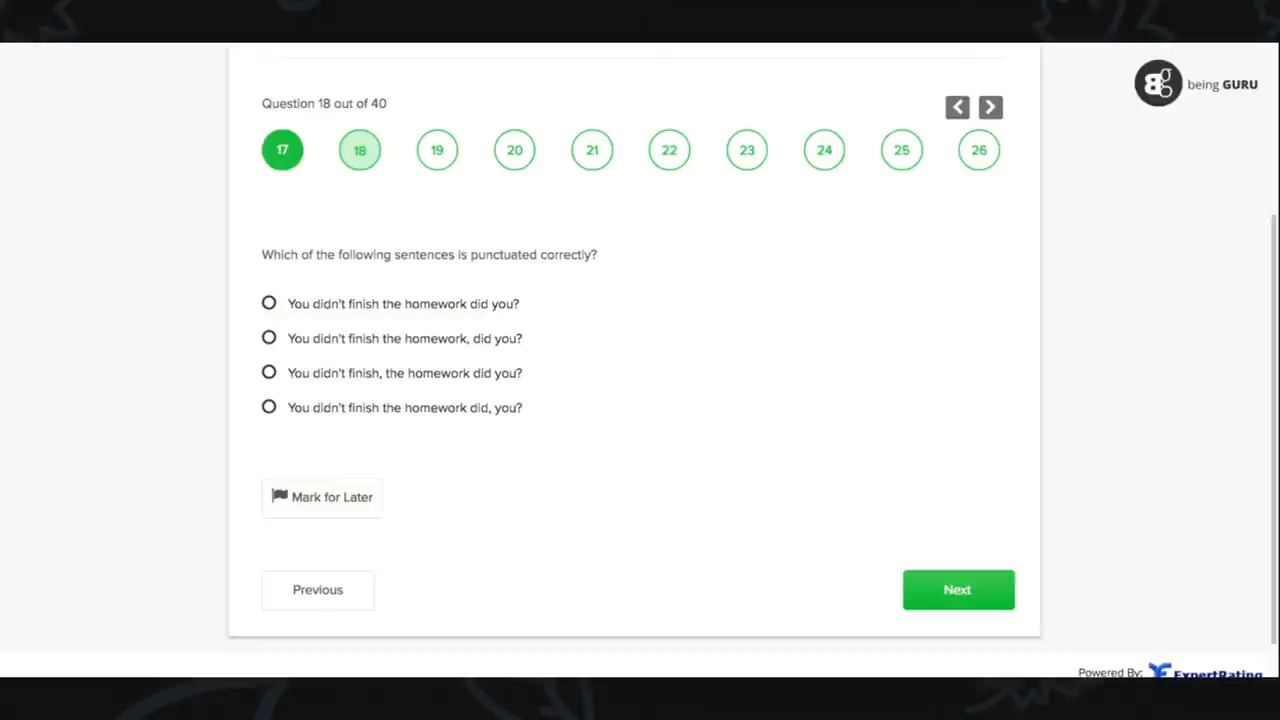 being GURU
Question 18 out of 40
17 18 19 20 21 22 23 24 25 26
Which of the following sentences is punctuated correctly?
You didn't finish the homework did you?
You didn't finish the homework, did you?
You didn't finish, the homework did you?
You didn't finish the homework did, you?
Mark for Later
Previous
Next
Powered By: ExpertRating